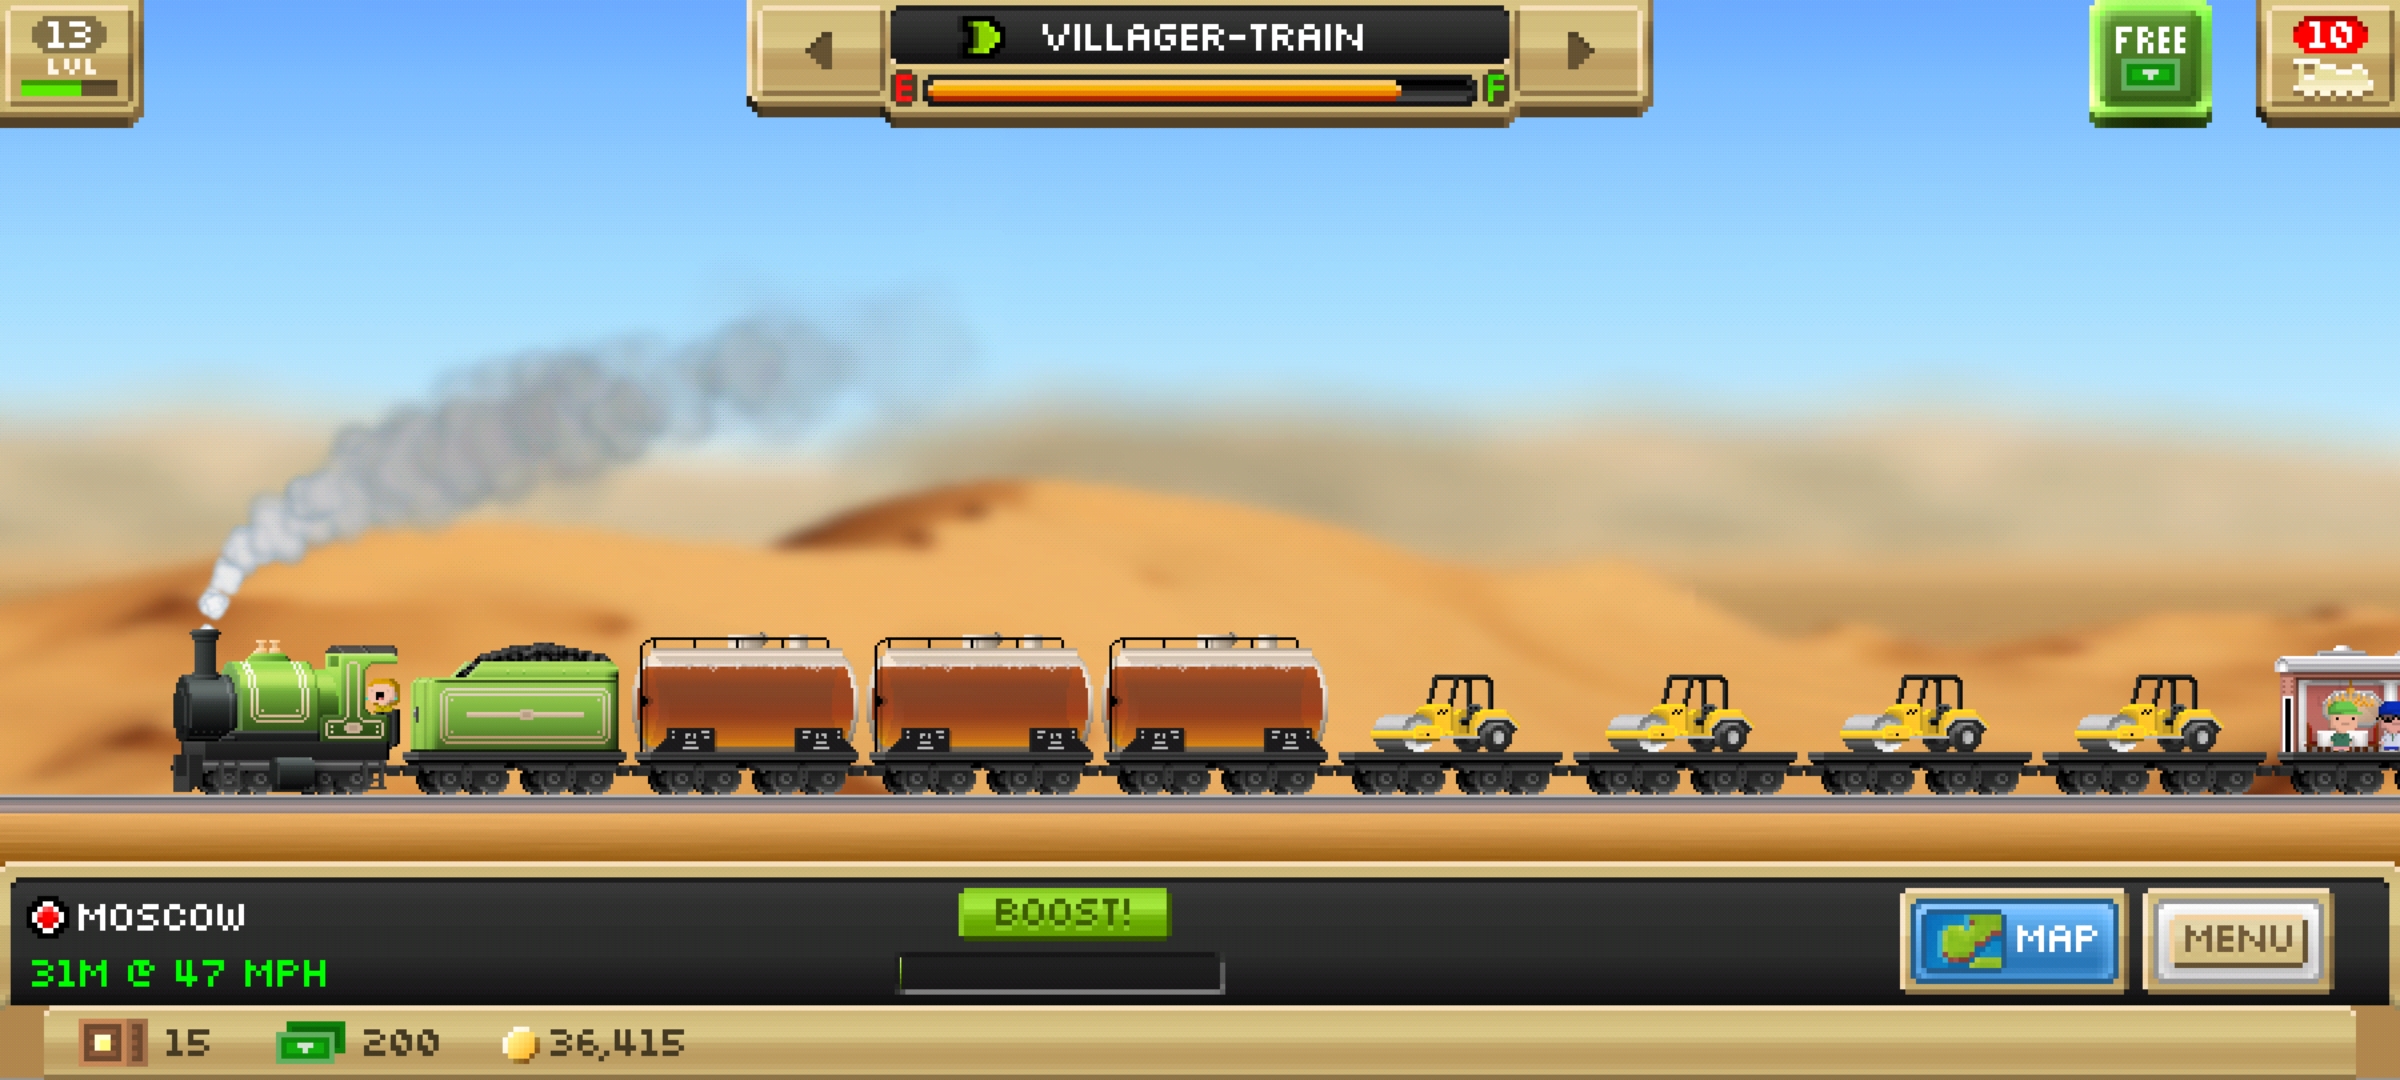 13
LVL
VILLAGER-TRAIN
E F
FREE
10
MOSCOW
31M @ 47 MPH
BOOST!
MAP
MENU
15
200
36,415